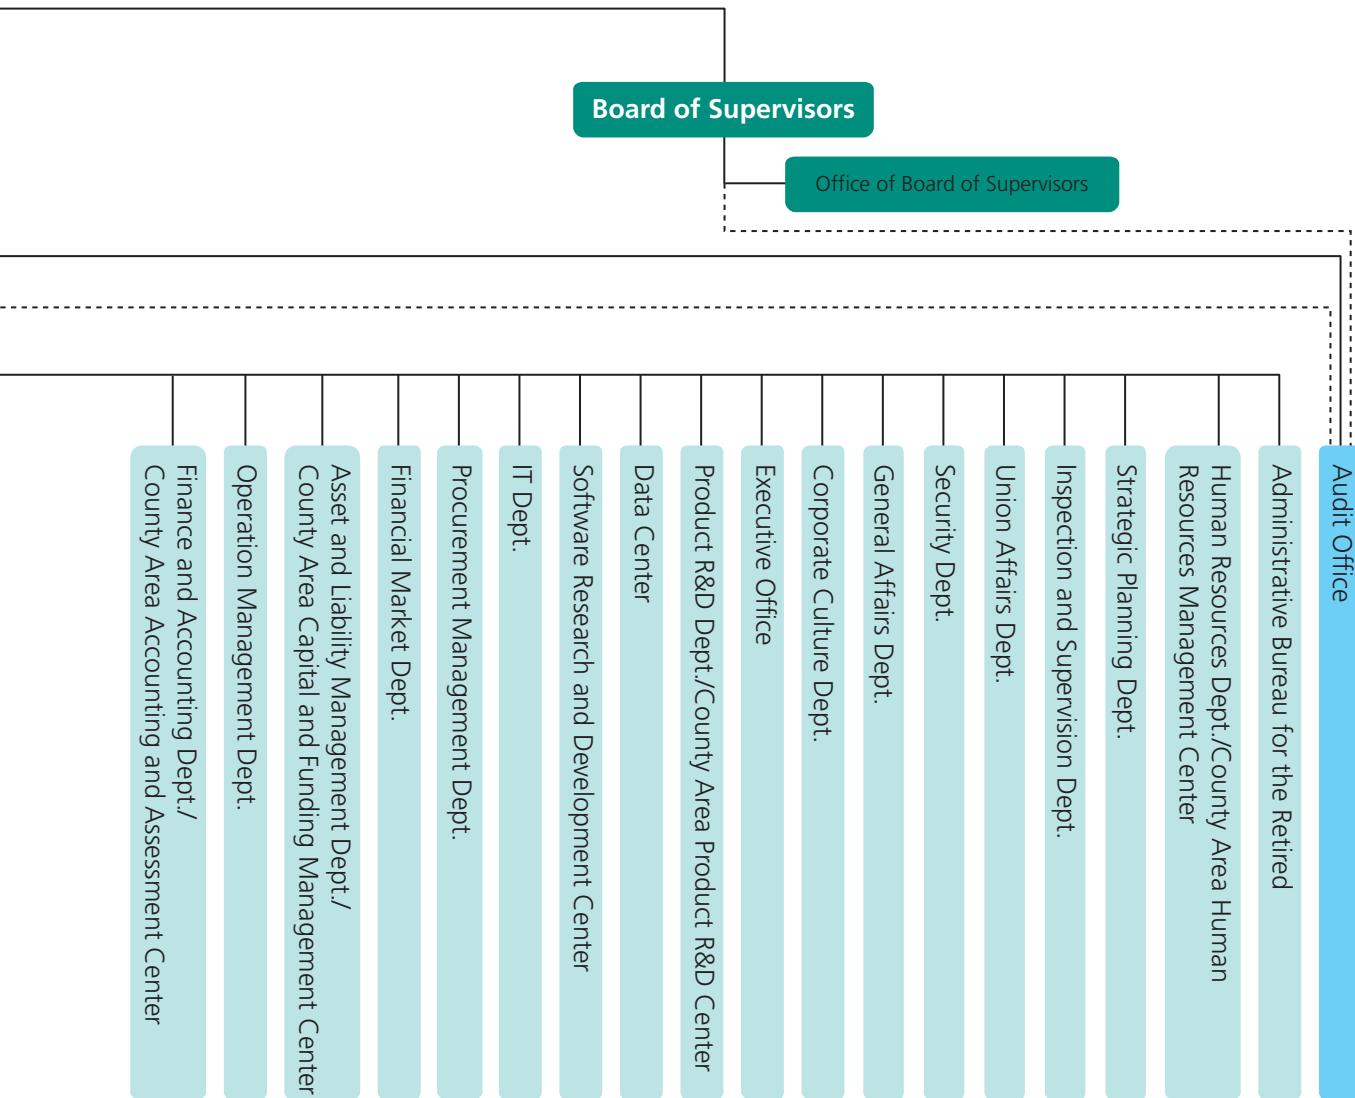 Board of Supervisors
Office of Board of Supervisors
Finance and Accounting Dept./
County Area Accounting and Assessment Center
Operation Management Dept.
Asset and Liability Management Dept./
County Area Capital and Funding Management Center
Financial Market Dept.
Procurement Management Dept.
IT Dept.
Software Research and Development Center
Data Center
Product R&D Dept./County Area Product R&D Center
Executive Office
Corporate Culture Dept.
General Affairs Dept.
Security Dept.
Union Affairs Dept.
Inspection and Supervision Dept.
Strategic Planning Dept.
Human Resources Dept./County Area Human
Resources Management Center
Administrative Bureau for the Retired
Audit Office